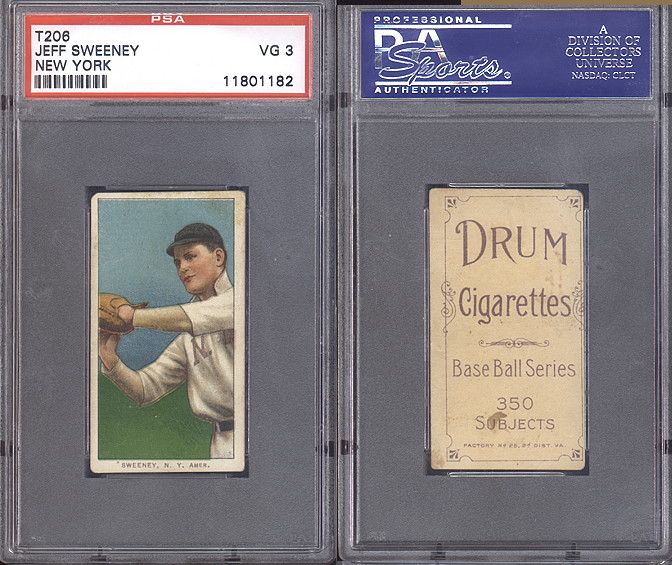 PSA
T206
JEFF SWEENEY
VG 3
NEW YORK
11801182
SWEENEY, N. Y. AMER.
PROFESSIONAL
PSA
Sports
AUTHENTICATOR
A
DIVISION OF
COLLECTORS
UNIVERSE
NASDAQ: CLCT
DRUM
Cigarettes
Base Ball Series
350
SUBJECTS
FACTORY Nº 25, 2D DIST. VA.